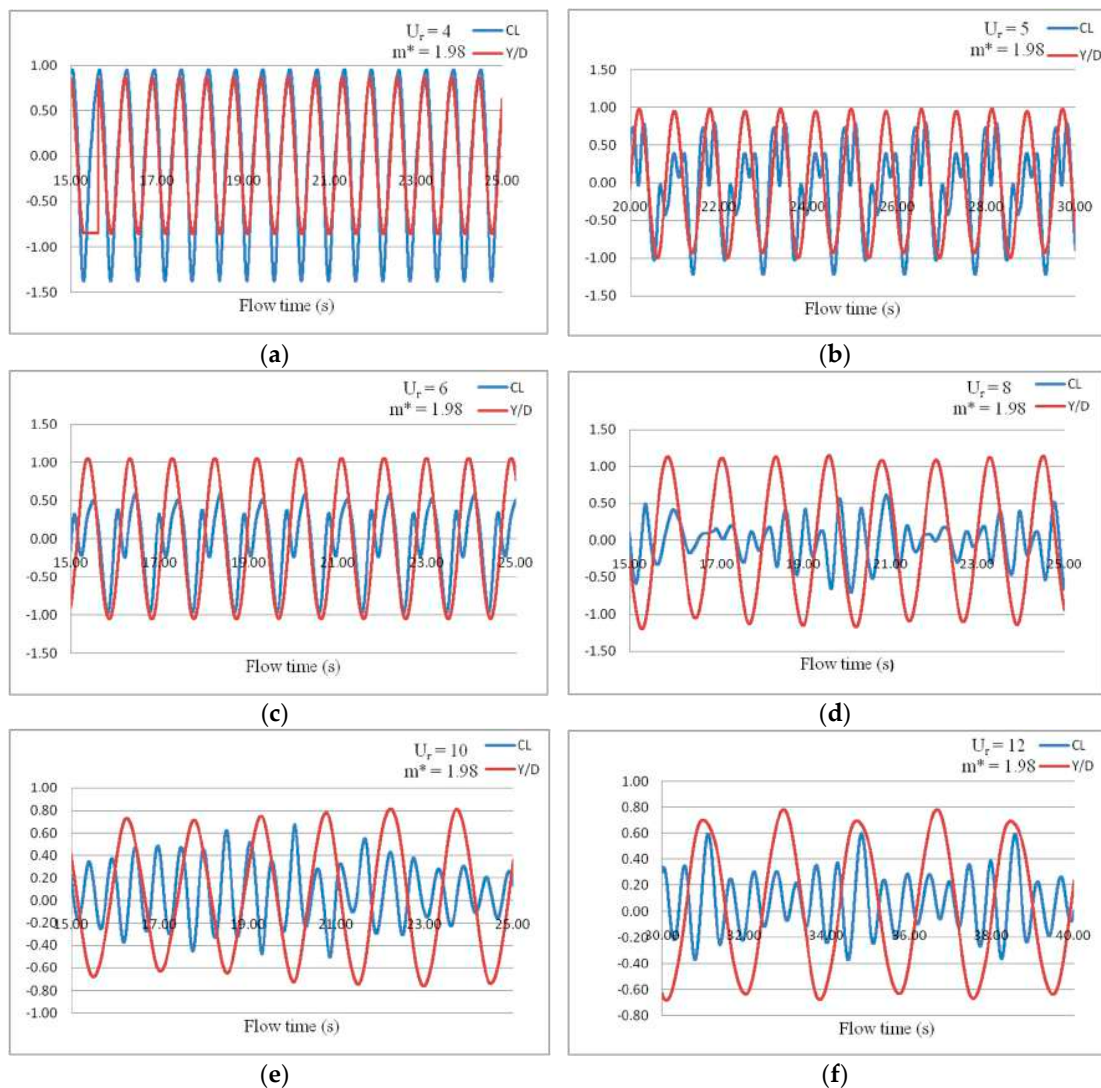 U_r = 4 CL
m* = 1.98 Y/D
1.00
0.50
0.00
15.00 17.00 19.00 21.00 23.00 25.00
-0.50
-1.00
-1.50
Flow time (s)
(a)
U_r = 5 CL
m* = 1.98 Y/D
1.50
1.00
0.50
0.00
20.00 22.00 24.00 26.00 28.00 30.00
-0.50
-1.00
-1.50
Flow time (s)
(b)
U_r = 6 CL
m* = 1.98 Y/D
1.50
1.00
0.50
0.00
15.00 17.00 19.00 21.00 23.00 25.00
-0.50
-1.00
-1.50
Flow time (s)
(c)
U_r = 8 CL
m* = 1.98 Y/D
1.50
1.00
0.50
0.00
15.00 17.00 19.00 21.00 23.00 25.00
-0.50
-1.00
-1.50
Flow time (s)
(d)
U_r = 10 CL
m* = 1.98 Y/D
1.00
0.80
0.60
0.40
0.20
0.00
-0.20
15.00 17.00 19.00 21.00 23.00 25.00
-0.40
-0.60
-0.80
-1.00
Flow time (s)
(e)
U_r = 12 CL
m* = 1.98 Y/D
1.00
0.80
0.60
0.40
0.20
0.00
-0.20
30.00 32.00 34.00 36.00 38.00 40.00
-0.40
-0.60
-0.80
Flow time (s)
(f)